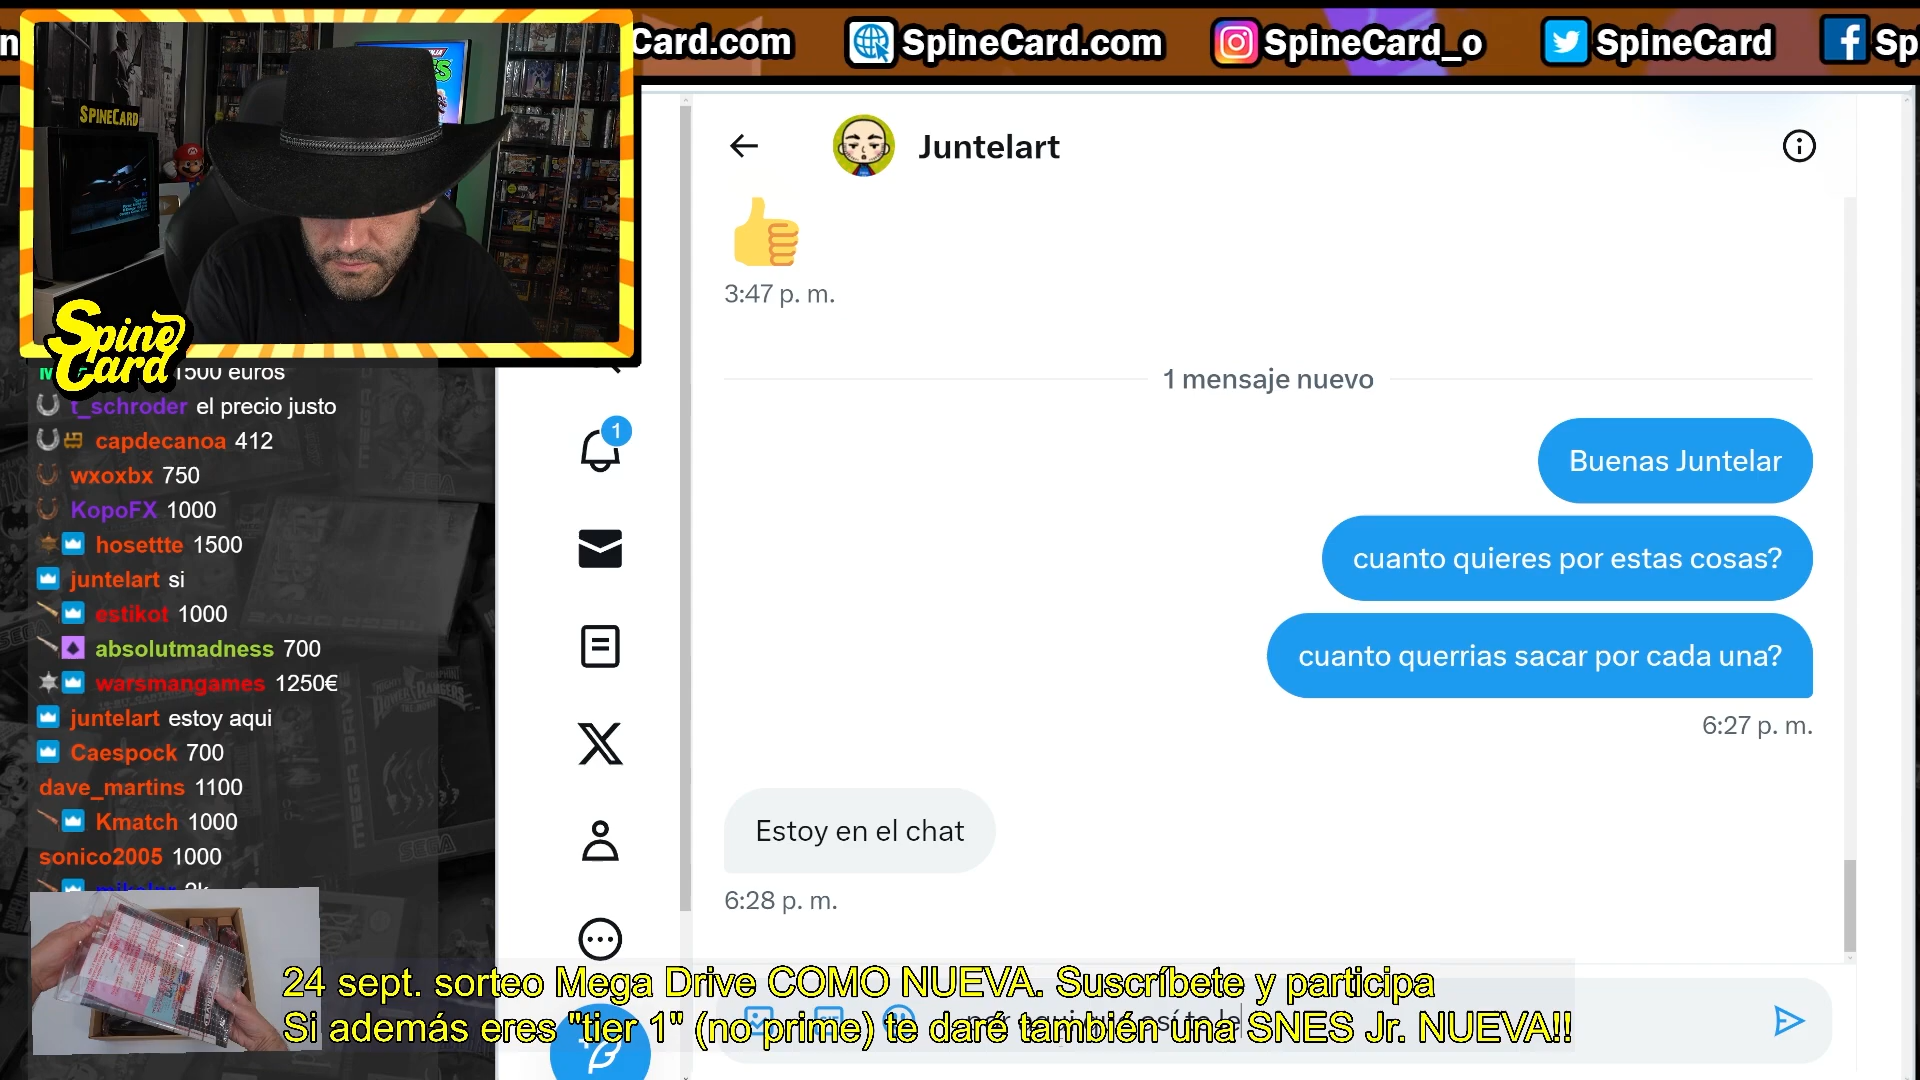 Card.com
SpineCard.com
SpineCard_o
SpineCard
Sp
SPINECARD
Spine
Card
1500 euros
t_schroder el precio justo
capdecanoa 412
wxoxbx 750
KopoFX 1000
hosettte 1500
juntelart si
estikot 1000
absolutmadness 700
warsmangames 1250€
juntelart estoy aqui
Caespock 700
dave_martins 1100
Kmatch 1000
sonico2005 1000
1
Juntelart
3:47 p. m.
1 mensaje nuevo
Buenas Juntelar
cuanto quieres por estas cosas?
cuanto querrias sacar por cada una?
6:27 p. m.
Estoy en el chat
6:28 p. m.
24 sept. sorteo Mega Drive COMO NUEVA. Suscríbete y participa
Si además eres "tier 1" (no prime) te daré también una SNES Jr. NUEVA!!